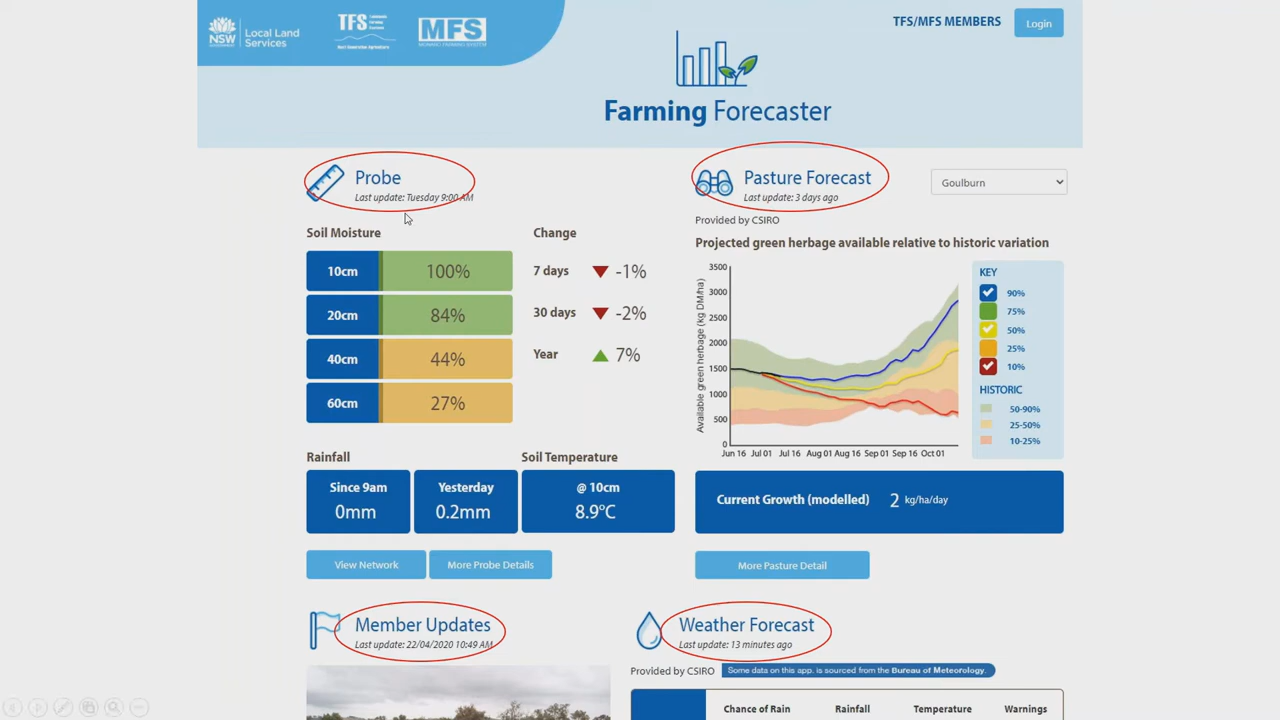 NSW
GOVERNMENT
Local Land
Services
TFS
MFS
TFS/MFS MEMBERS
Login
Farming Forecaster
Probe
Last update: Tuesday 9:00 AM
Soil Moisture
10cm 100%
20cm 84%
40cm 44%
60cm 27%
Change
7 days -1%
30 days -2%
Year 7%
Rainfall
Since 9am
0mm
Yesterday
0.2mm
Soil Temperature
@ 10cm
8.9°C
View Network
More Probe Details
Pasture Forecast
Last update: 3 days ago
Goulburn
Provided by CSIRO
Projected green herbage available relative to historic variation
Available green herbage (kg DM/ha)
3500
3000
2500
2000
1500
1000
500
0
Jun 16 Jul 01 Jul 16 Aug 01 Aug 16 Sep 01 Sep 16 Oct 01
KEY
90%
75%
50%
25%
10%
HISTORIC
50-90%
25-50%
10-25%
Current Growth (modelled) 2 kg/ha/day
More Pasture Detail
Member Updates
Last update: 22/04/2020 10:49 AM
Weather Forecast
Last update: 13 minutes ago
Provided by CSIRO
Some data on this app. is sourced from the Bureau of Meteorology.
Chance of Rain Rainfall Temperature Warnings